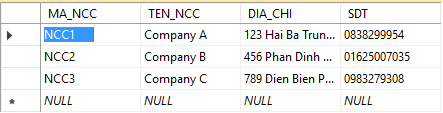 MA_NCC TEN_NCC DIA_CHI SDT
NCC1 Company A 123 Hai Ba Trun... 0838299954
NCC2 Company B 456 Phan Dinh ... 01625007035
NCC3 Company C 789 Dien Bien P... 0983279308
NULL NULL NULL NULL